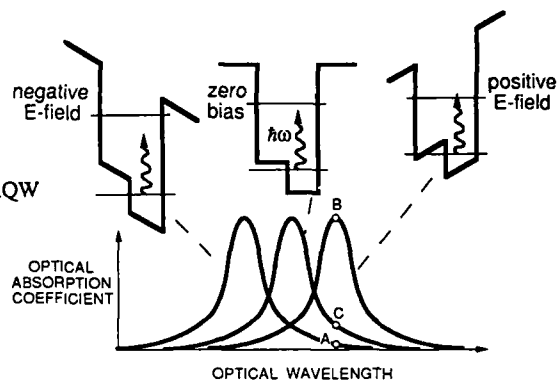 negative
E-field
zero
bias
ħω
positive
E-field
QW
B
C
A
OPTICAL
ABSORPTION
COEFFICIENT
OPTICAL WAVELENGTH